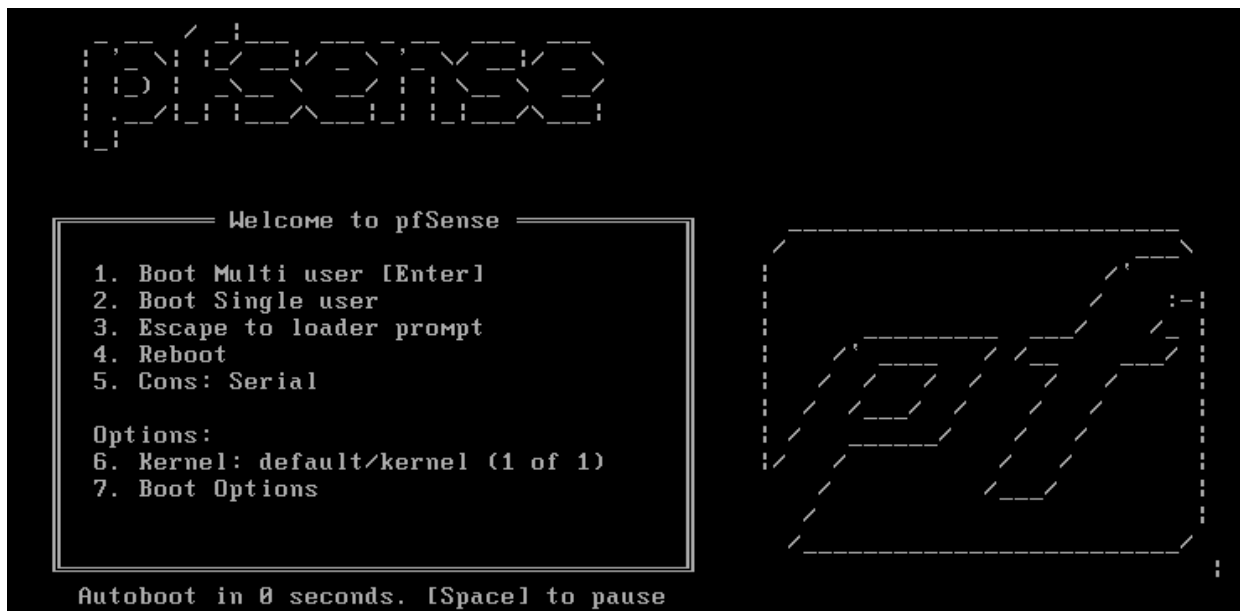 pfsense
Welcome to pfSense
1. Boot Multi user [Enter]
2. Boot Single user
3. Escape to loader prompt
4. Reboot
5. Cons: Serial
Options:
6. Kernel: default/kernel (1 of 1)
7. Boot Options
Autoboot in 0 seconds. [Space] to pause
pf